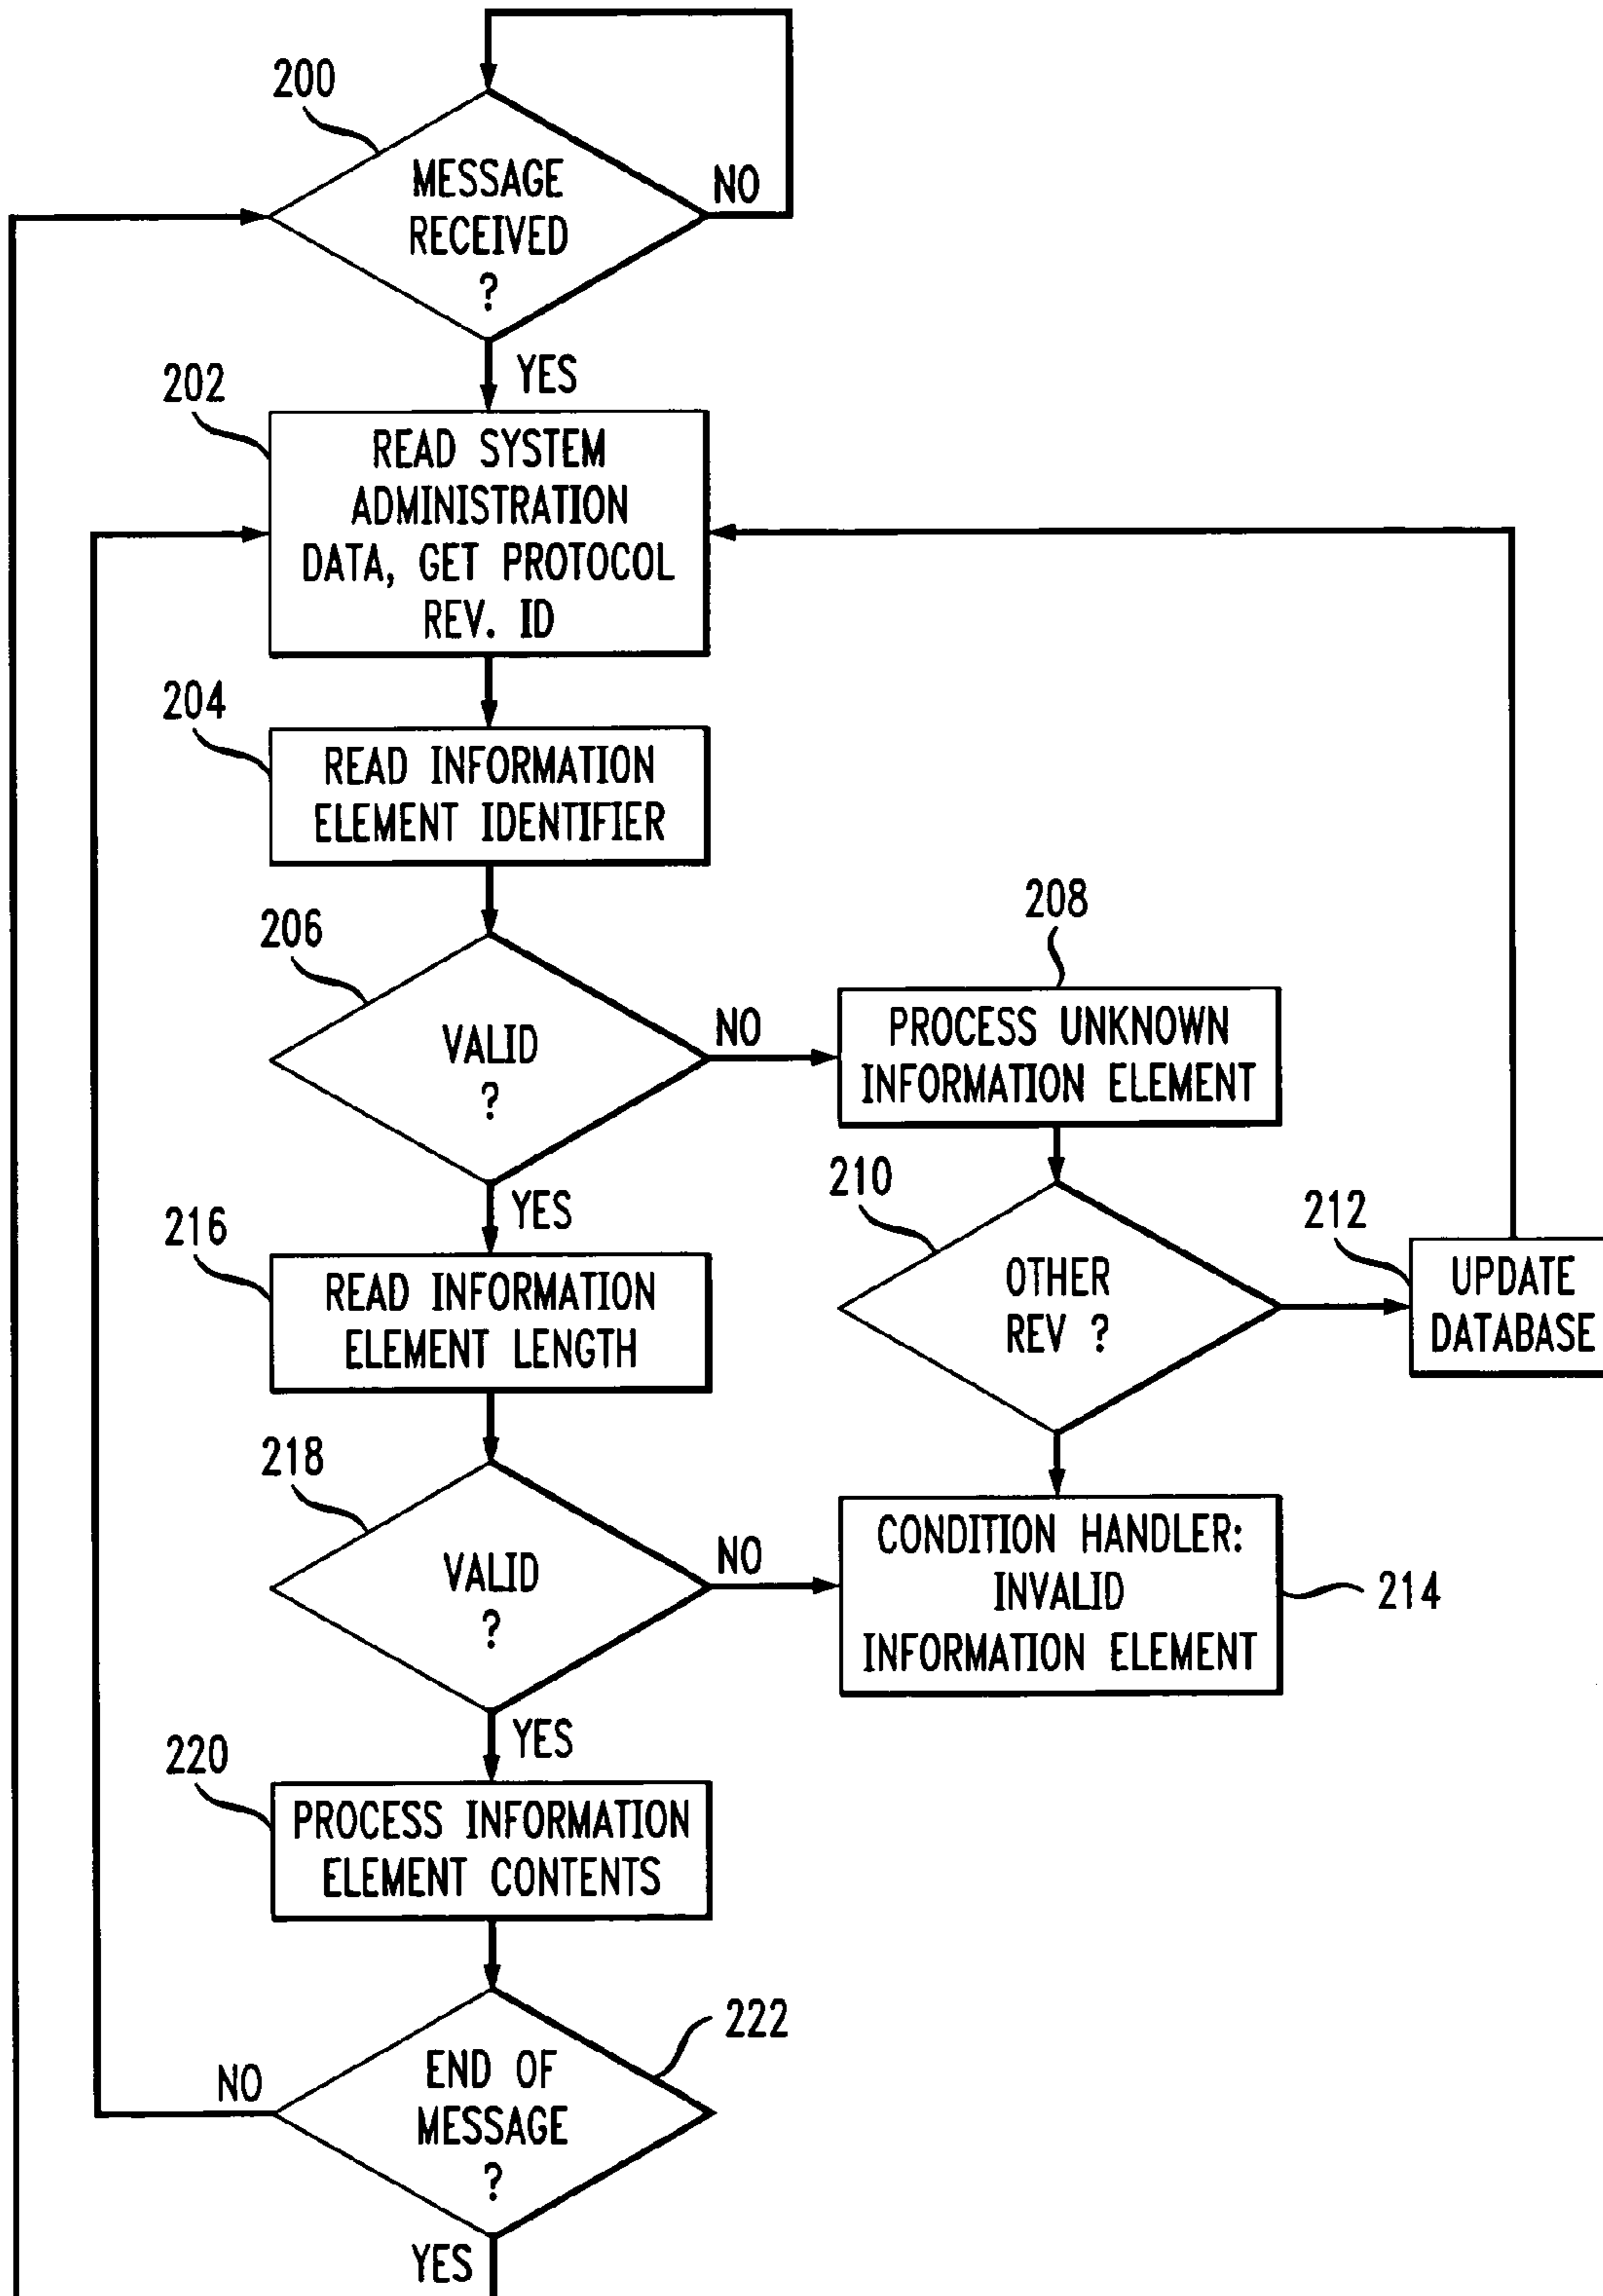 200
MESSAGE
RECEIVED
?
NO
YES
202
READ SYSTEM
ADMINISTRATION
DATA, GET PROTOCOL
REV. ID
204
READ INFORMATION
ELEMENT IDENTIFIER
206
VALID
?
NO
208
PROCESS UNKNOWN
INFORMATION ELEMENT
YES
210
OTHER
REV ?
212
UPDATE
DATABASE
216
READ INFORMATION
ELEMENT LENGTH
218
VALID
?
NO
CONDITION HANDLER:
INVALID
INFORMATION ELEMENT
214
YES
220
PROCESS INFORMATION
ELEMENT CONTENTS
222
END OF
MESSAGE
?
NO
YES